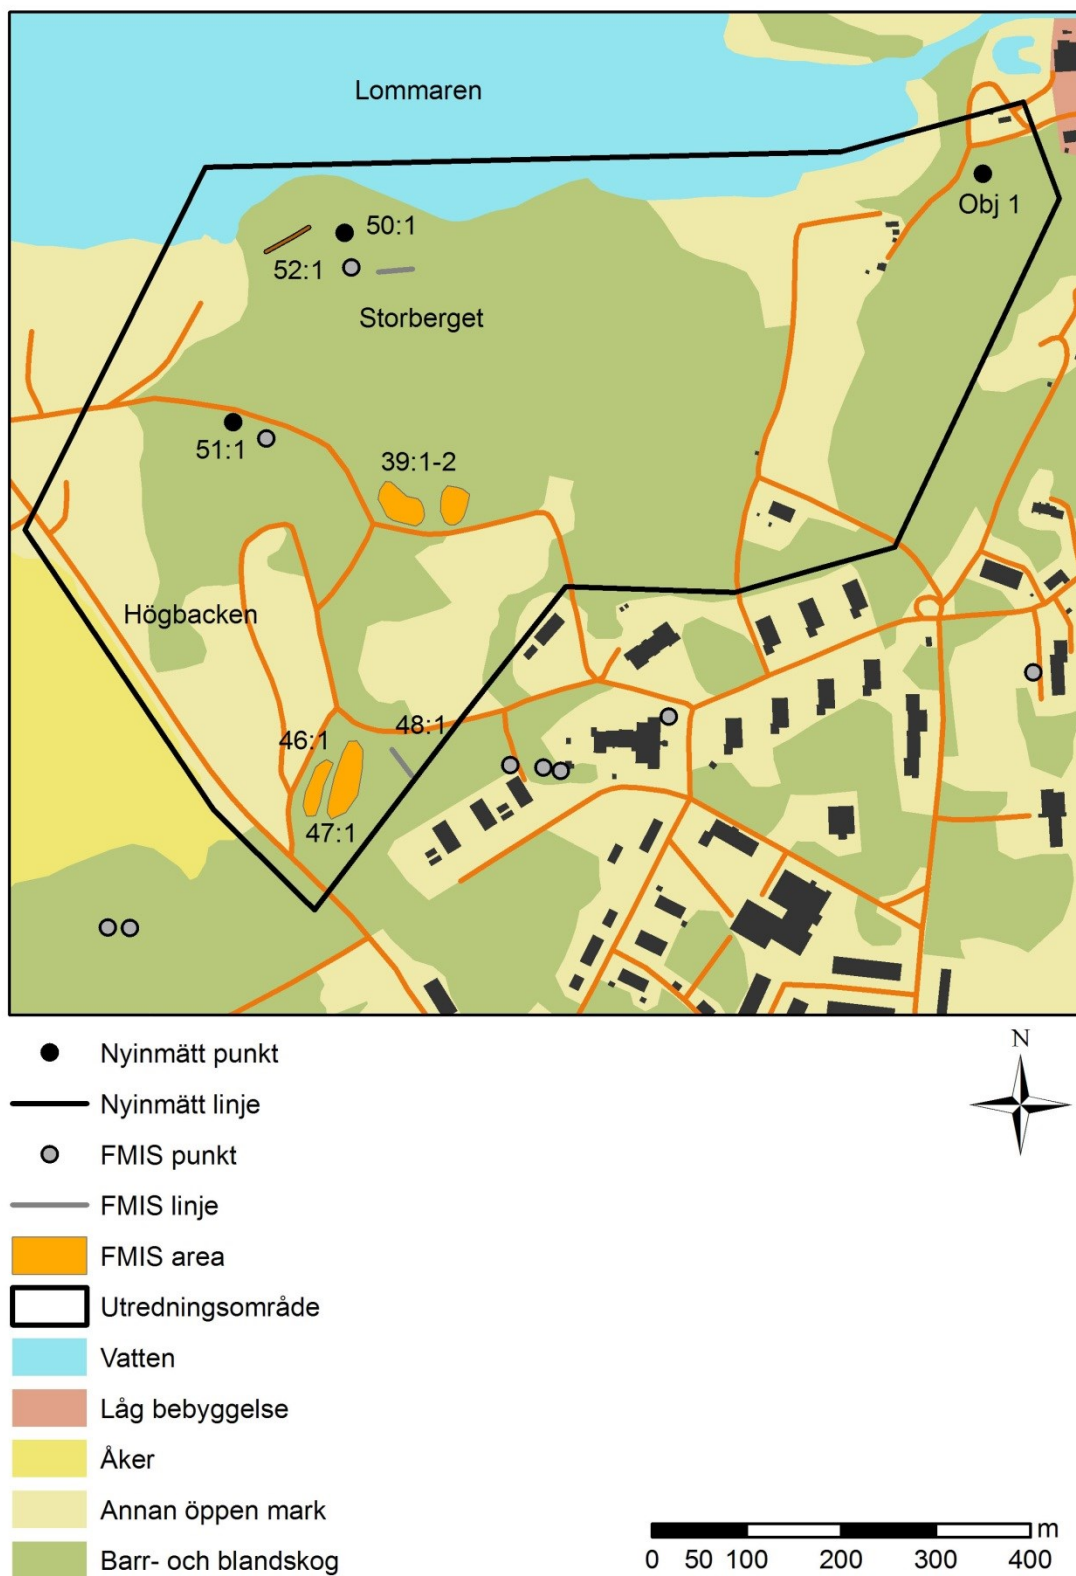 Lommaren
Obj 1
50:1
52:1
Storberget
51:1
39:1-2
Högbacken
48:1
46:1
47:1
N
Nyinmätt punkt
Nyinmätt linje
FMIS punkt
FMIS linje
FMIS area
Utredningsområde
Vatten
Låg bebyggelse
Åker
Annan öppen mark
Barr- och blandskog
m
0 50 100 200 300 400